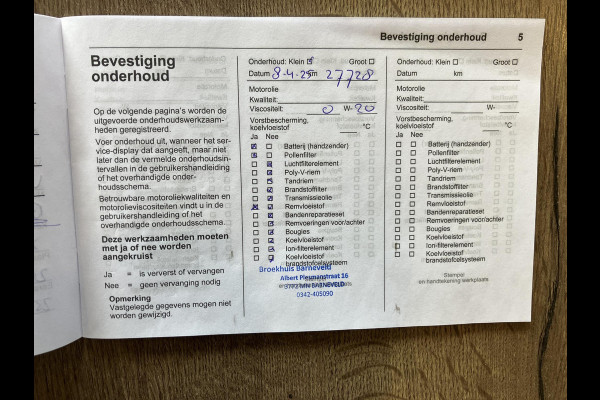 Bevestiging onderhoud 5
Bevestiging
onderhoud
Op de volgende pagina's worden de
uitgevoerde onderhoudswerkzaam-
heden geregistreerd.
Voer onderhoud uit, wanneer het ser-
vice-display dat aangeeft, maar niet
later dan de vermelde onderhoudsin-
tervallen in de gebruikershandleiding
of het overhandigde onder-
houdsschema.
Betrouwbare motoroliekwaliteiten en
motorolieviscositeiten vindt u in de
gebruikershandleiding of het
overhandigde onderhoudsschema.
Deze werkzaamheden moeten
met ja of nee worden
aangekruist
Ja = is ververst of vervangen
Nee = geen vervanging nodig
Opmerking
Vastgelegde gegevens mogen niet
worden gewijzigd.
Onderhoud: Klein Groot
Datum 8-4-25 km 27728
Motorolie
Kwaliteit:
Viscositeit: 0 W- 20
Vorstbescherming,
koelvloeistof °C
Ja Nee
Batterij (handzender)
Pollenfilter
Luchtfilterelement
Poly-V-riem
Tandriem
Brandstoffilter
Transmissieolie
Remvloeistof
Bandenreparatieset
Remvoeringen voor/achter
Bougies
Koelvloeistof
Ion-filterelement
Koelvloeistof
brandstofcelsysteem
Broekhuis Barneveld
Albert Plesmanstraat 16
3772 MN BARNEVELD
0342-405090
Onderhoud: Klein Groot
Datum km
Motorolie
Kwaliteit:
Viscositeit: W-
Vorstbescherming,
koelvloeistof °C
Ja Nee
Batterij (handzender)
Pollenfilter
Luchtfilterelement
Poly-V-riem
Tandriem
Brandstoffilter
Transmissieolie
Remvloeistof
Bandenreparatieset
Remvoeringen voor/achter
Bougies
Koelvloeistof
Ion-filterelement
Koelvloeistof
brandstofcelsysteem
Stempel
en handtekening werkplaats